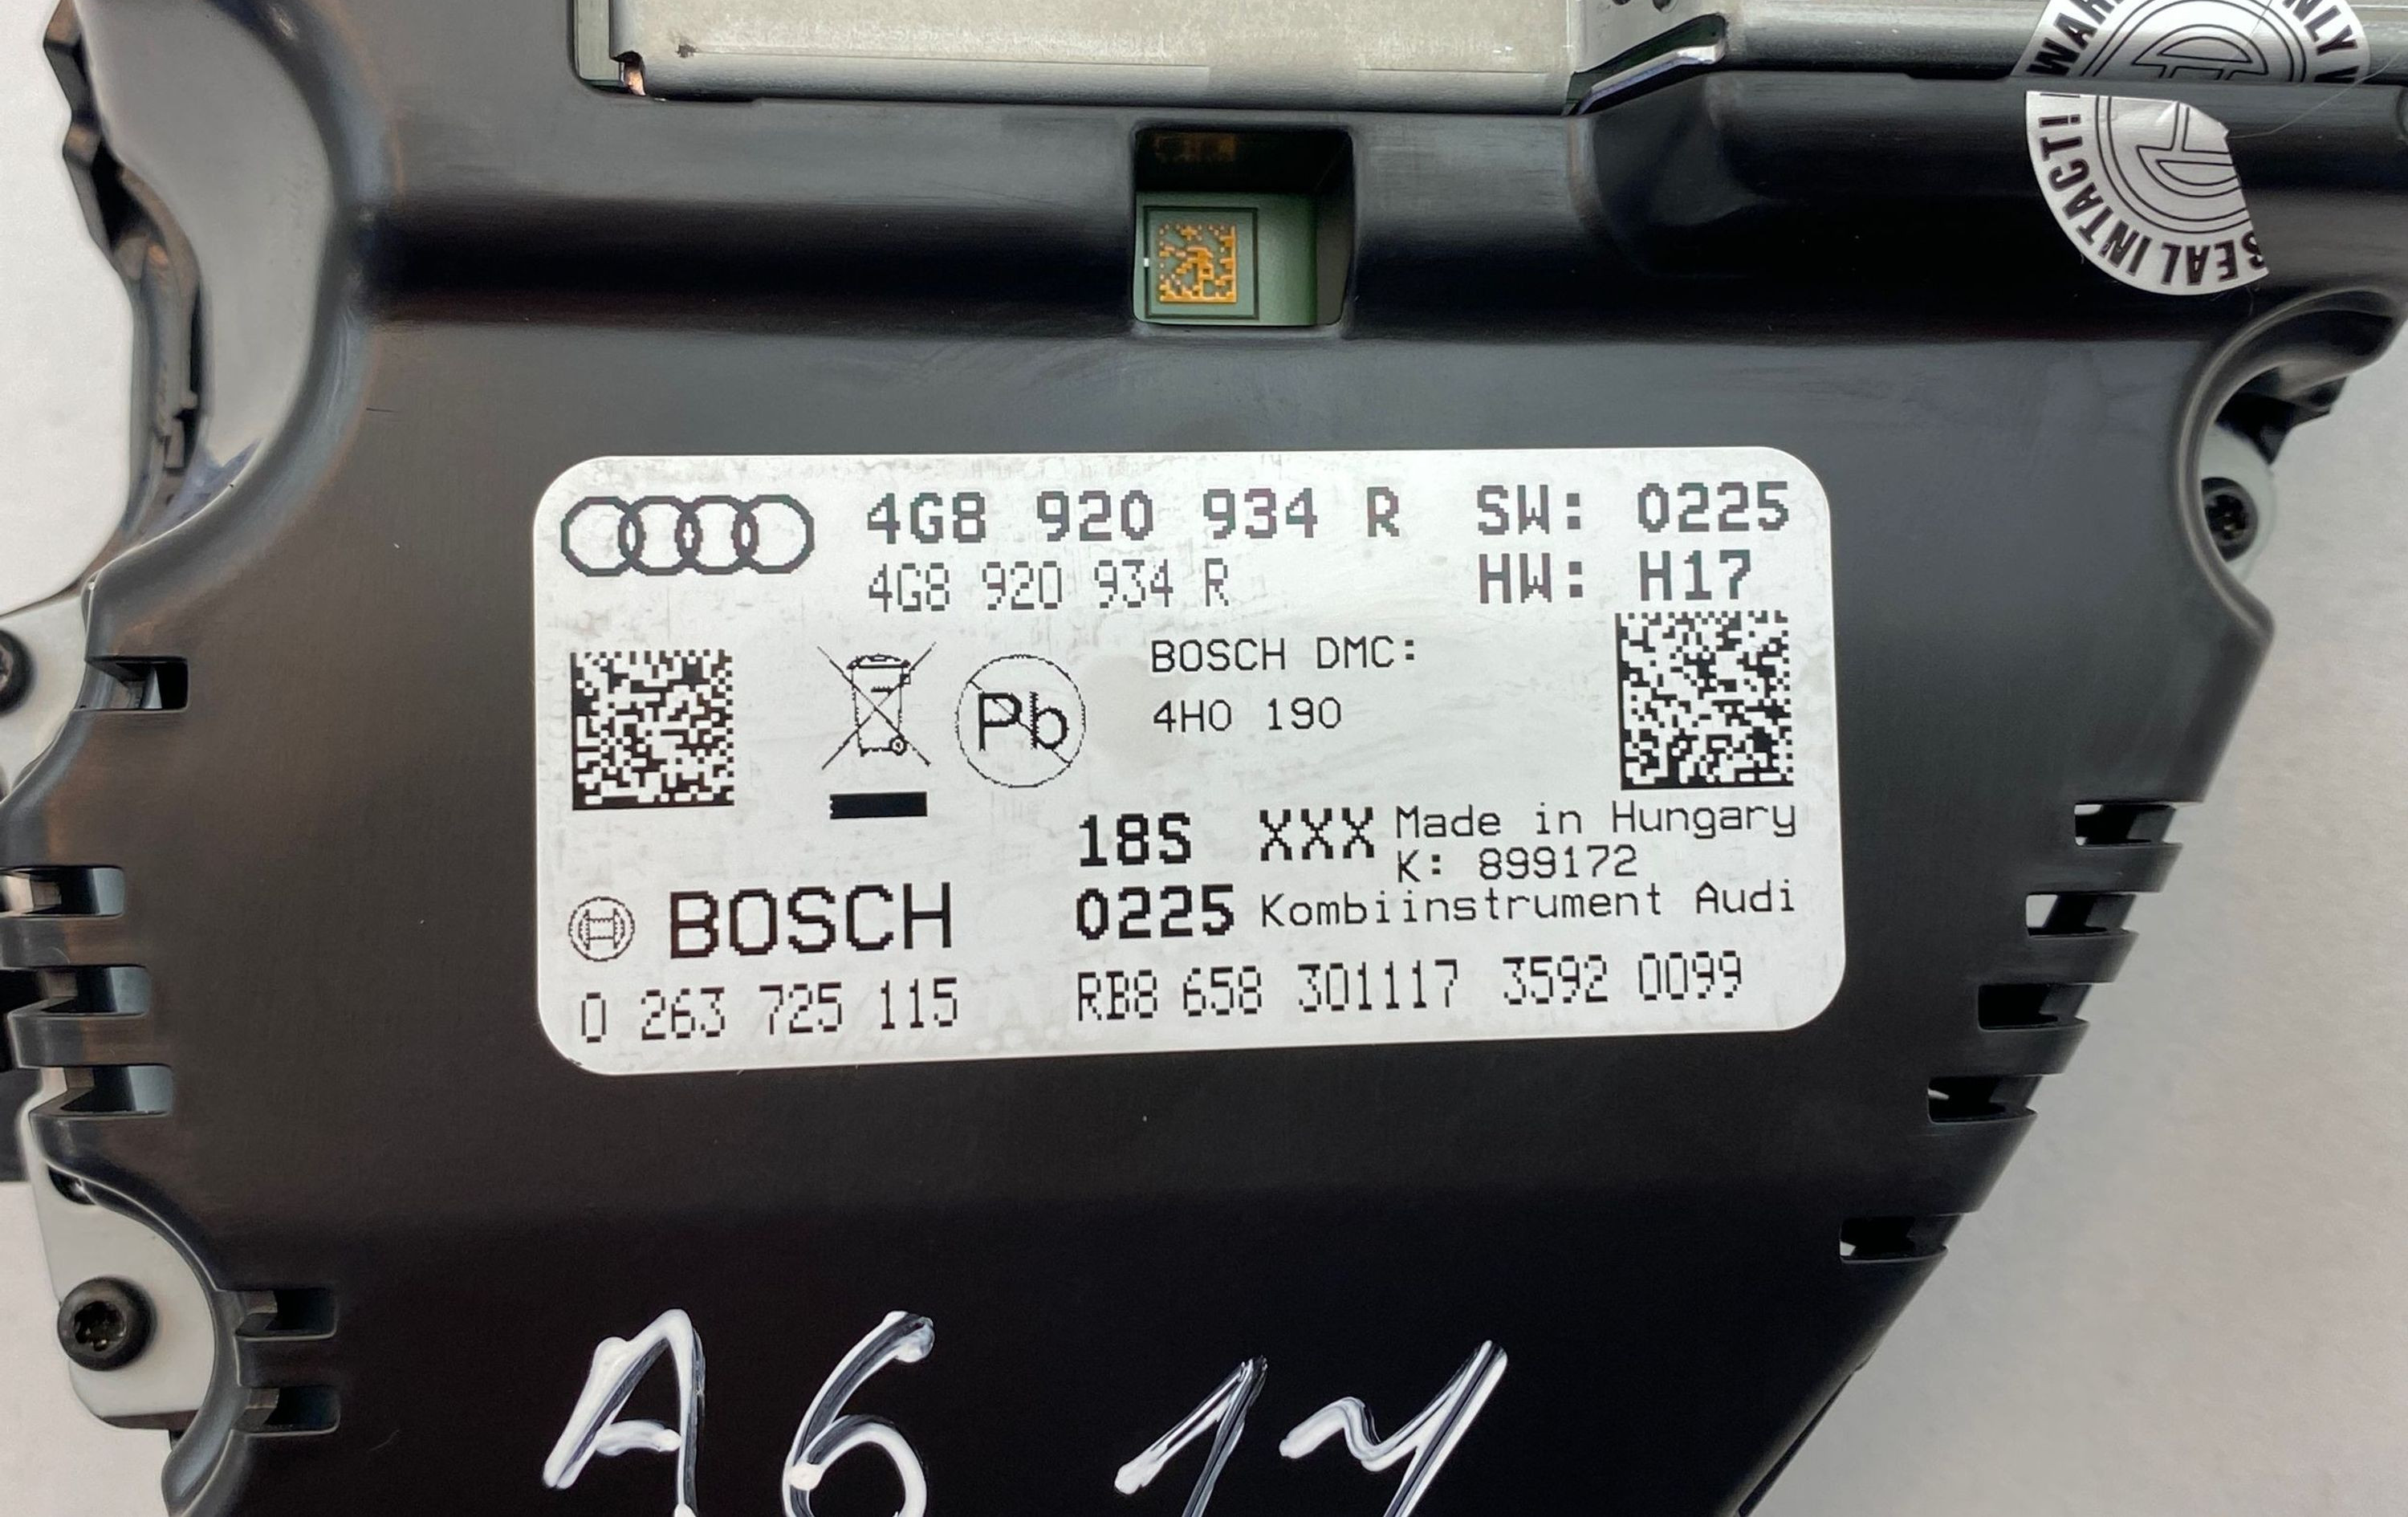 SEAL INTACT!
4G8 920 934 R SW: 0225
4G8 920 934 R HW: H17
BOSCH DMC:
Pb
4H0 190
18S XXX Made in Hungary
K: 899172
BOSCH 0225 Kombiinstrument Audi
0 263 725 115 RB8 658 301117 3592 0099
A6